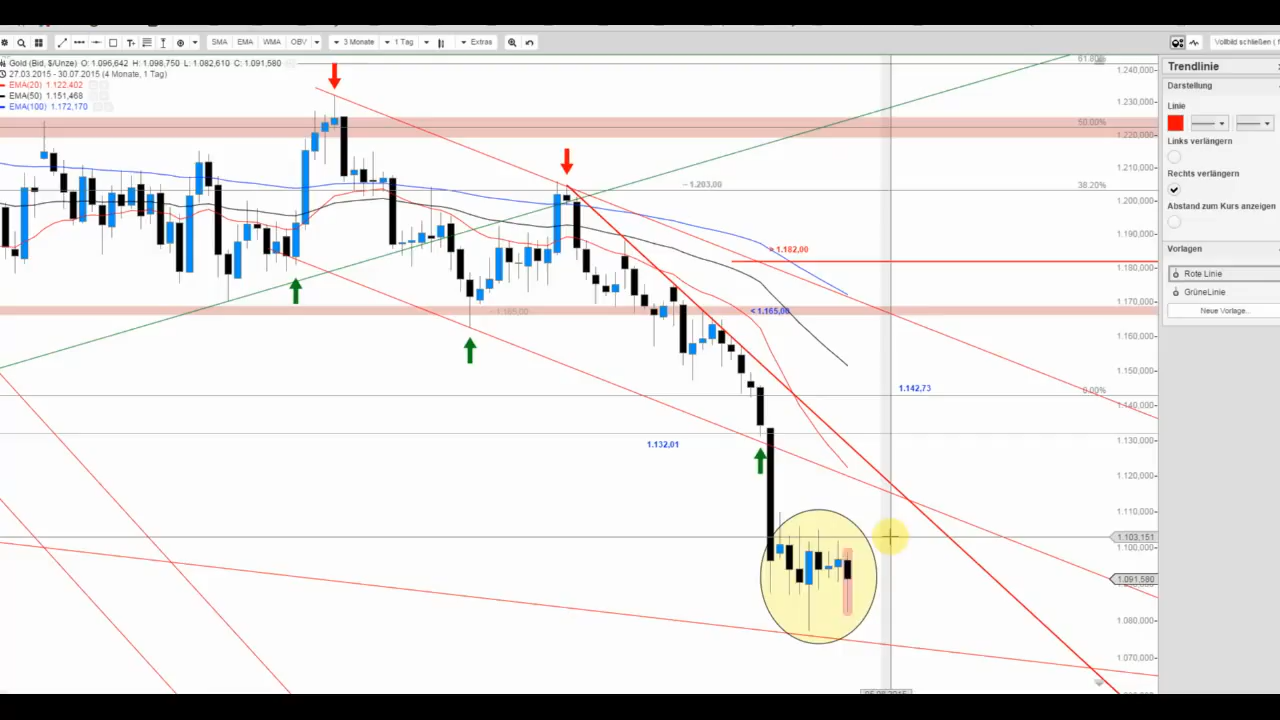 SMA EMA WMA OBV 3 Monate 1 Tag Extras Vollbild schließen (
Gold (Bid, $/Unze) O: 1.096,642 H: 1.098,750 L: 1.082,610 C: 1.091,580
27.03.2015 - 30.07.2015 (4 Monate, 1 Tag)
EMA(20) 1.122,402
EMA(50) 1.151,468
EMA(100) 1.172,170
61.80%
50.00%
~ 1.203,00
38.20%
> 1.182,00
~ 1.165,00
< 1.165,00
1.142,73
0.00%
1.132,01
1.240,000
1.230,000
1.220,000
1.210,000
1.200,000
1.190,000
1.180,000
1.170,000
1.160,000
1.150,000
1.140,000
1.130,000
1.120,000
1.110,000
1.103,151
1.100,000
1.091,580
1.080,000
1.070,000
Trendlinie
Darstellung
Linie
Links verlängern
Rechts verlängern
Abstand zum Kurs anzeigen
Vorlagen
Rote Linie
GrüneLinie
Neue Vorlage...